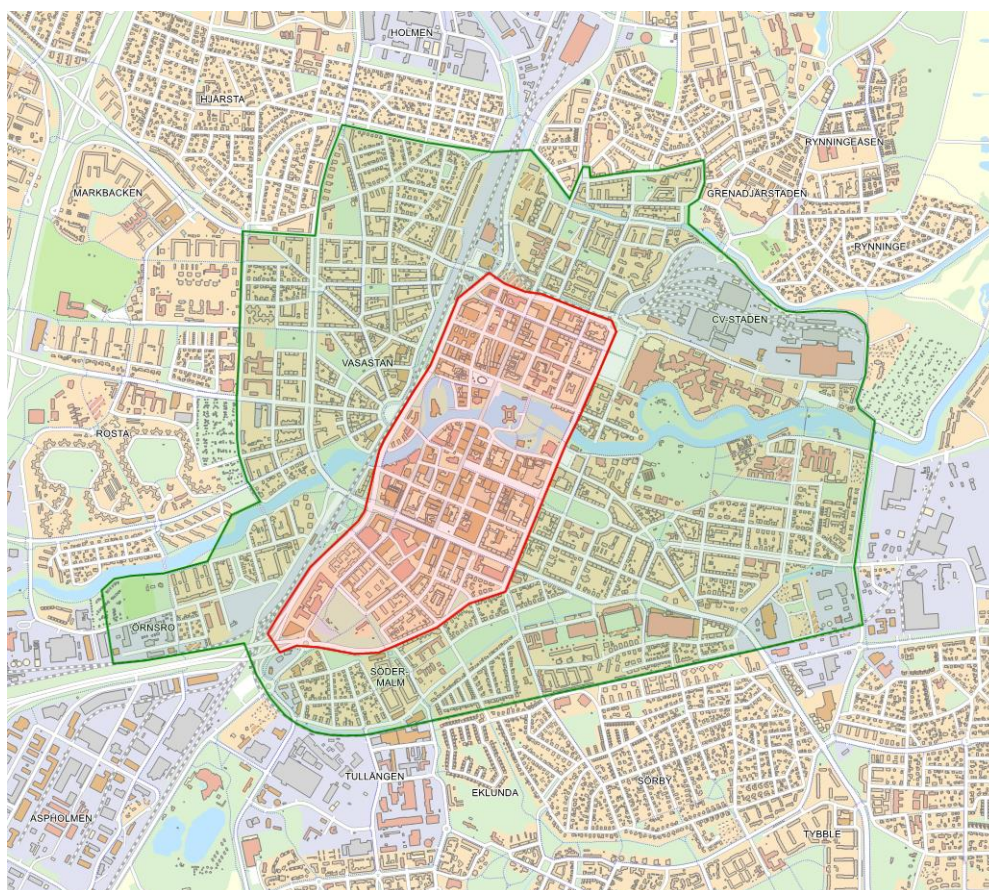 HOLMEN
HJÄRSTA
RYNNINGEÅSEN
MARKBACKEN
GRENADJÄRSTADEN
RYNNINGE
CV-STADEN
VASASTAN
ROSTA
ÖRNSRO
SÖDER-
MALM
TULLÄNGEN
EKLUNDA
SÖRBY
ASPHOLMEN
TYBBLE